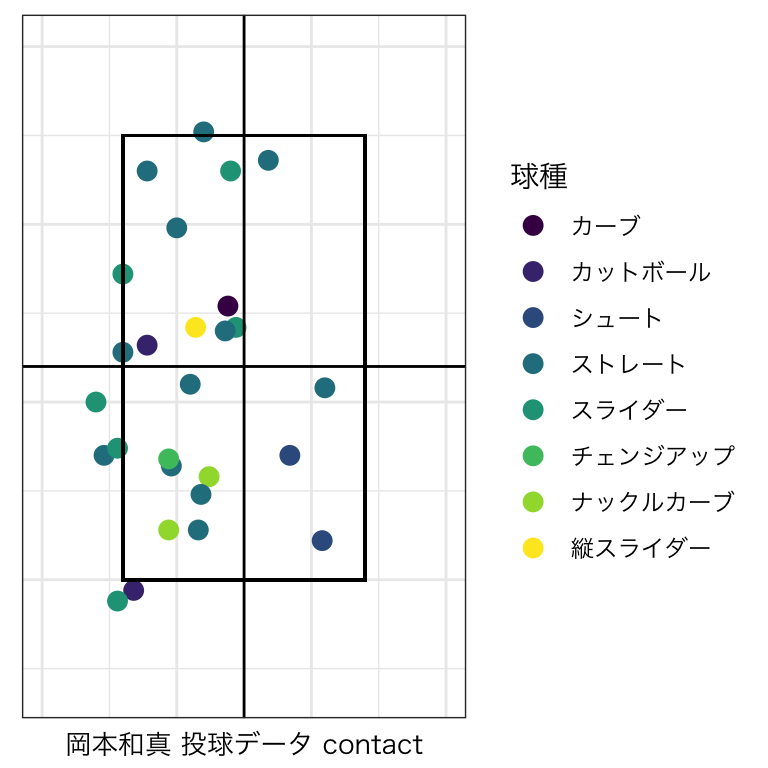 球種
カーブ
カットボール
シュート
ストレート
スライダー
チェンジアップ
ナックルカーブ
縦スライダー
岡本和真 投球データ contact